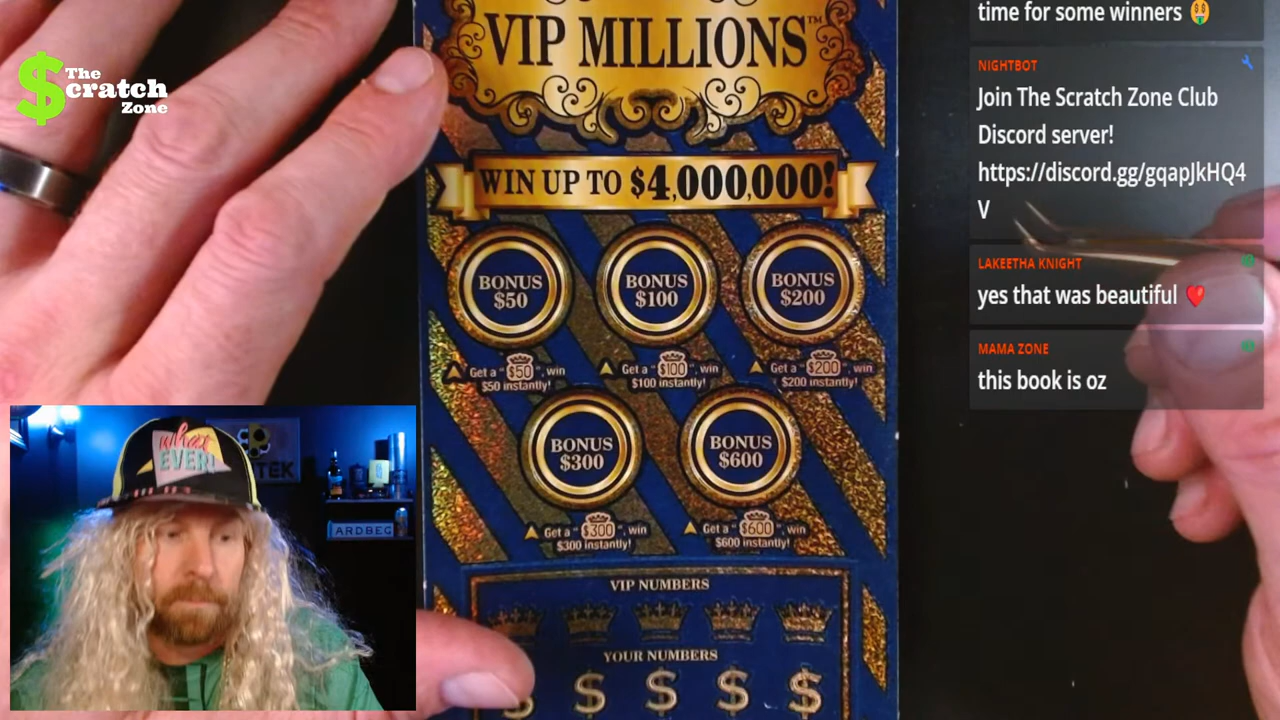 The
$cratch
Zone
VIP MILLIONS™
WIN UP TO $4,000,000!
BONUS
$50
BONUS
$100
BONUS
$200
Get a "$50", win
$50 instantly!
Get a "$100", win
$100 instantly!
Get a "$200", win
$200 instantly!
BONUS
$300
BONUS
$600
Get a "$300", win
$300 instantly!
Get a "$600", win
$600 instantly!
VIP NUMBERS
YOUR NUMBERS
$ $ $ $ $
what
EVER!
TEK
ARDBEG
time for some winners 🤑
NIGHTBOT
Join The Scratch Zone Club
Discord server!
https://discord.gg/gqapJkHQ4
V
LAKEETHA KNIGHT
yes that was beautiful ❤️
MAMA ZONE
this book is oz